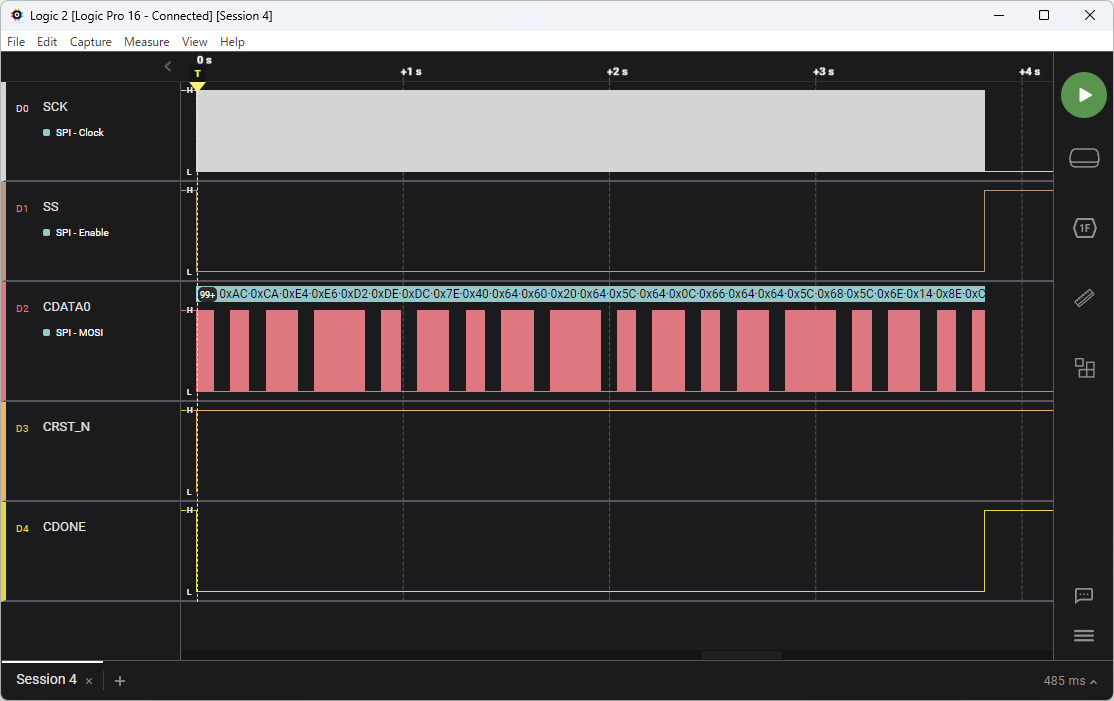 Logic 2 [Logic Pro 16 - Connected] [Session 4]
File Edit Capture Measure View Help
0 s
T
+1 s +2 s +3 s +4 s
D0 SCK
SPI - Clock
H
L
D1 SS
SPI - Enable
H
L
D2 CDATA0
SPI - MOSI
99+ 0xAC·0xCA·0xE4·0xE6·0xD2·0xDE·0xDC·0x7E·0x40·0x64·0x60·0x20·0x64·0x5C·0x64·0x0C·0x66·0x64·0x64·0x5C·0x68·0x5C·0x6E·0x14·0x8E·0xC
H
L
D3 CRST_N
H
L
D4 CDONE
H
L
1F
Session 4 × +
485 ms